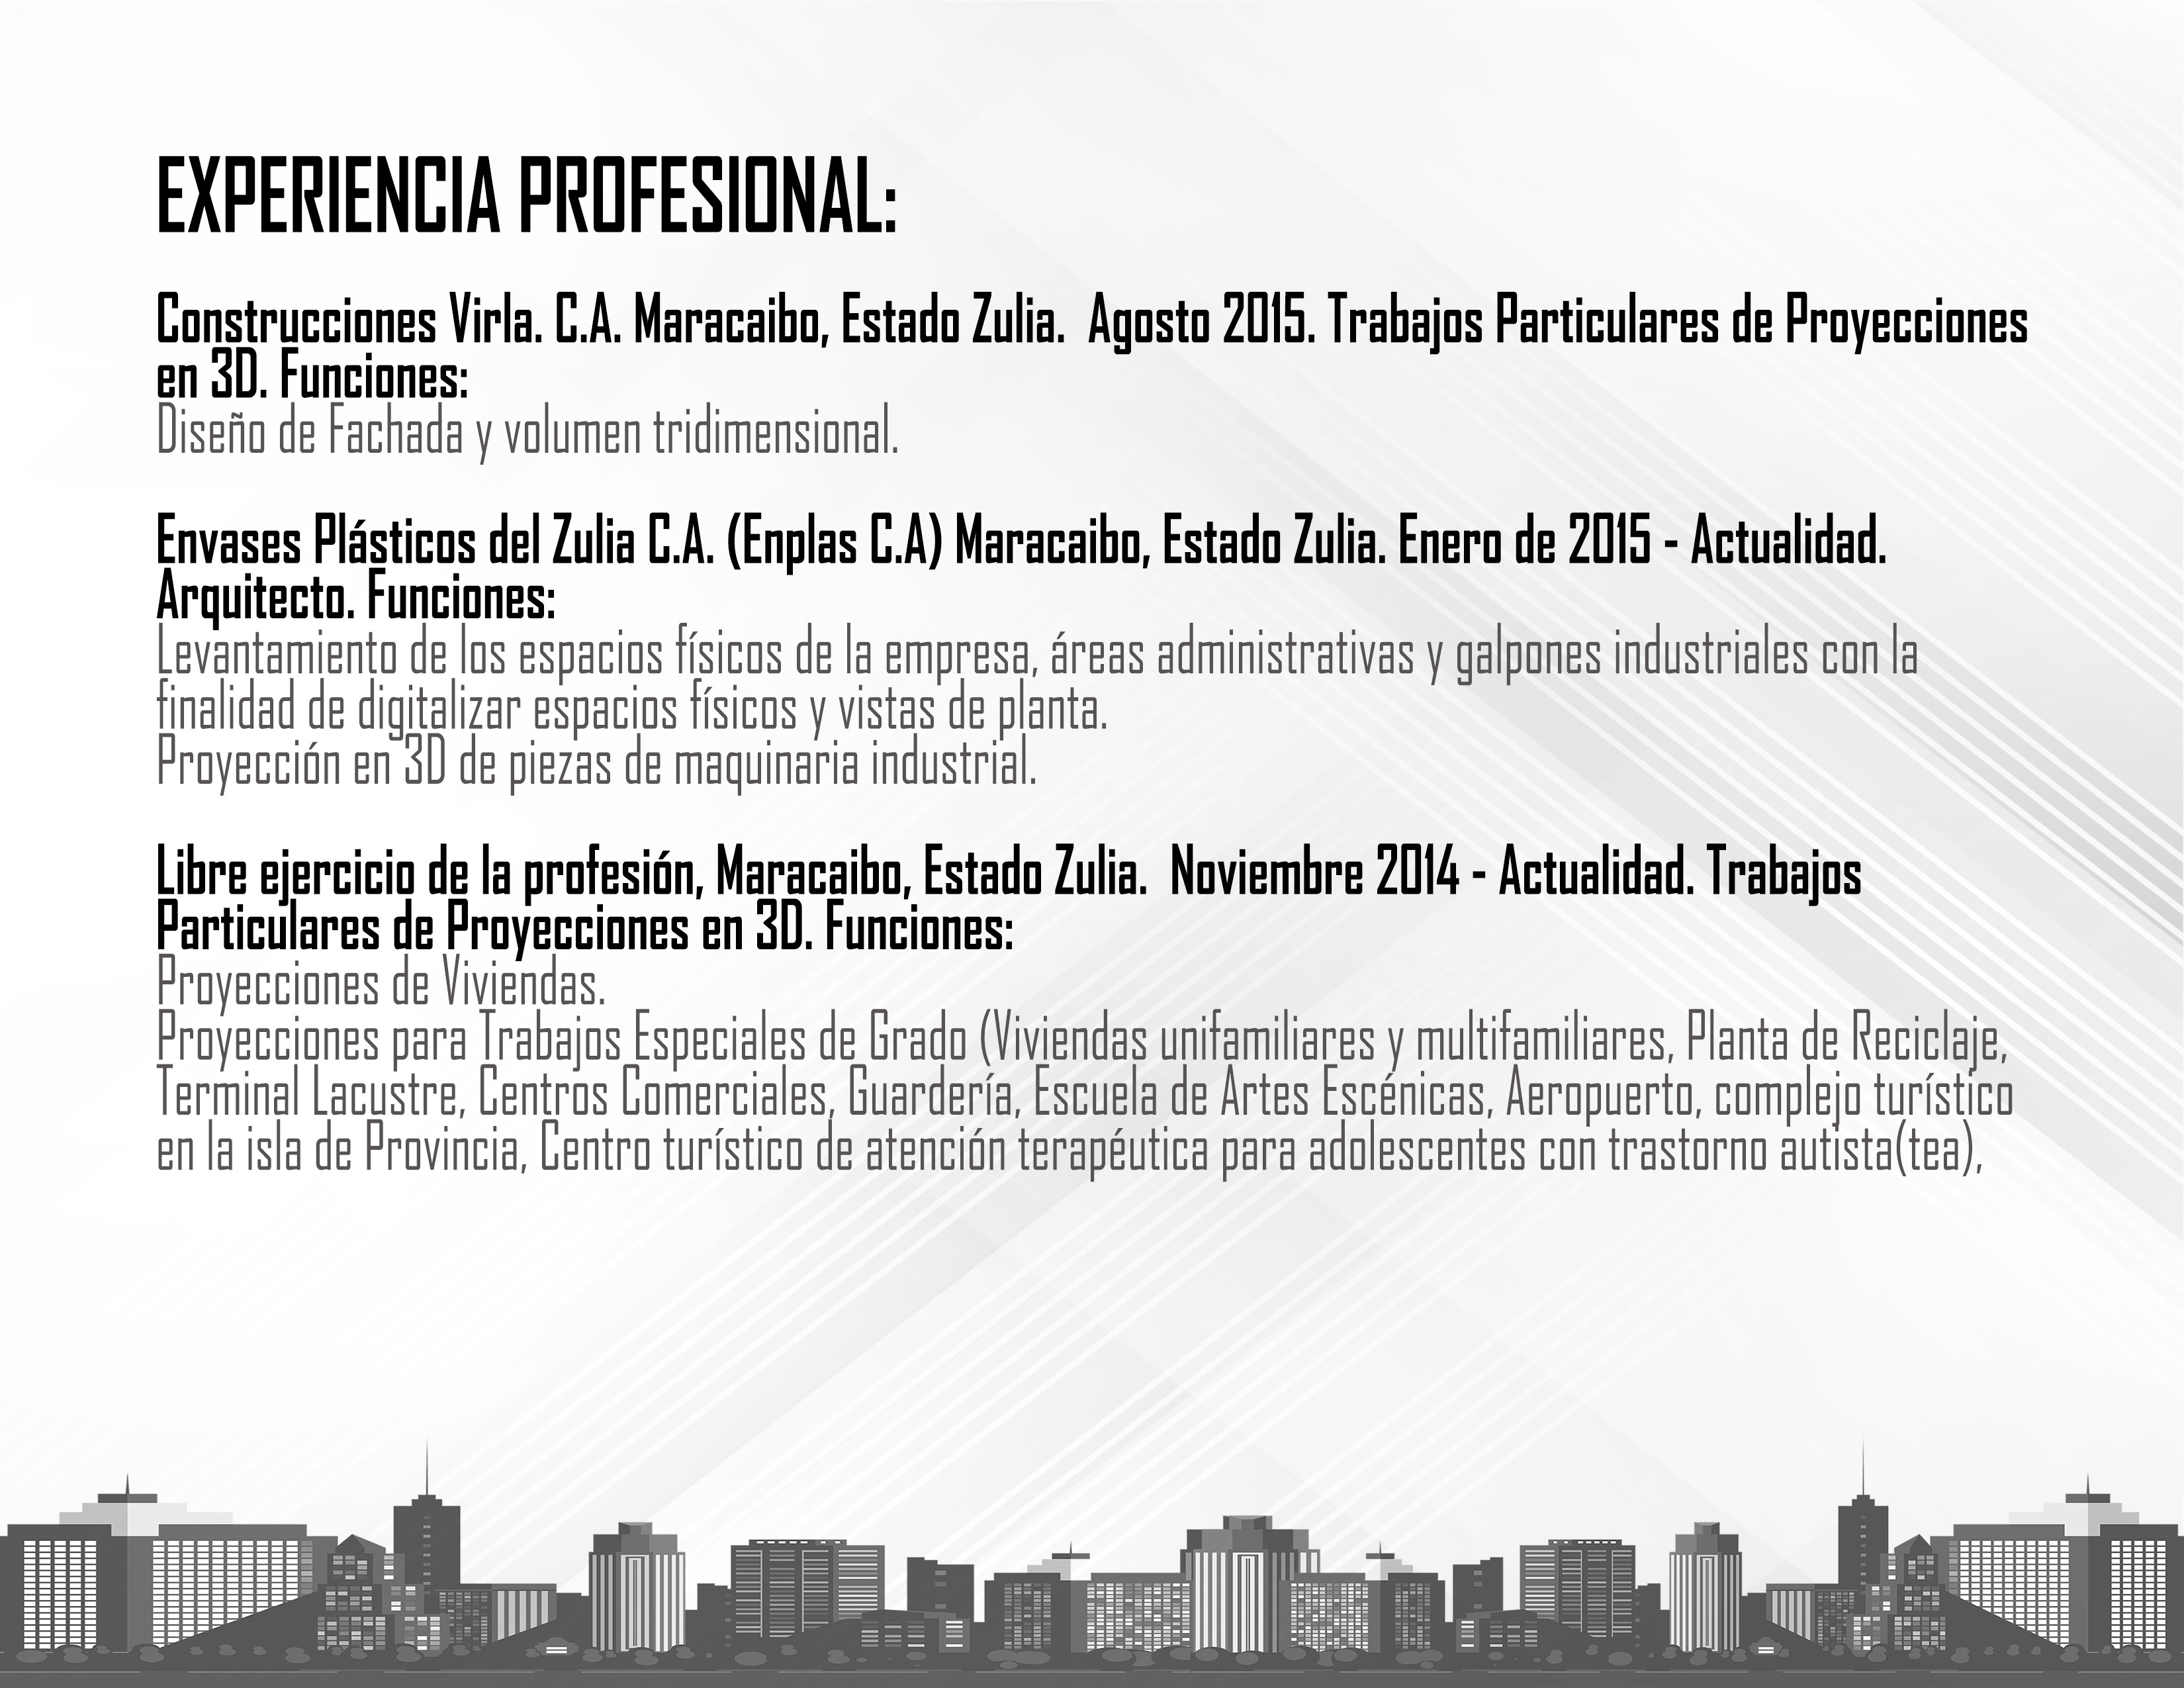 EXPERIENCIA PROFESIONAL:
Construcciones Virla. C.A. Maracaibo, Estado Zulia.  Agosto 2015. Trabajos Particulares de Proyecciones
en 3D. Funciones:
Diseño de Fachada y volumen tridimensional.
Envases Plásticos del Zulia C.A. (Enplas C.A) Maracaibo, Estado Zulia. Enero de 2015 - Actualidad.
Arquitecto. Funciones:
Levantamiento de los espacios físicos de la empresa, áreas administrativas y galpones industriales con la
finalidad de digitalizar espacios físicos y vistas de planta.
Proyección en 3D de piezas de maquinaria industrial.
Libre ejercicio de la profesión, Maracaibo, Estado Zulia.  Noviembre 2014 - Actualidad. Trabajos
Particulares de Proyecciones en 3D. Funciones:
Proyecciones de Viviendas.
Proyecciones para Trabajos Especiales de Grado (Viviendas unifamiliares y multifamiliares, Planta de Reciclaje,
Terminal Lacustre, Centros Comerciales, Guardería, Escuela de Artes Escénicas, Aeropuerto, complejo turístico
en la isla de Provincia, Centro turístico de atención terapéutica para adolescentes con trastorno autista(tea),